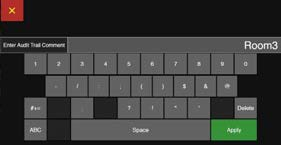 Enter Audit Trail Comment Room3
1 2 3 4 5 6 7 8 9 0
- / : ; ( ) $ & @
#+= . , ? ! ' " Delete
ABC Space Apply